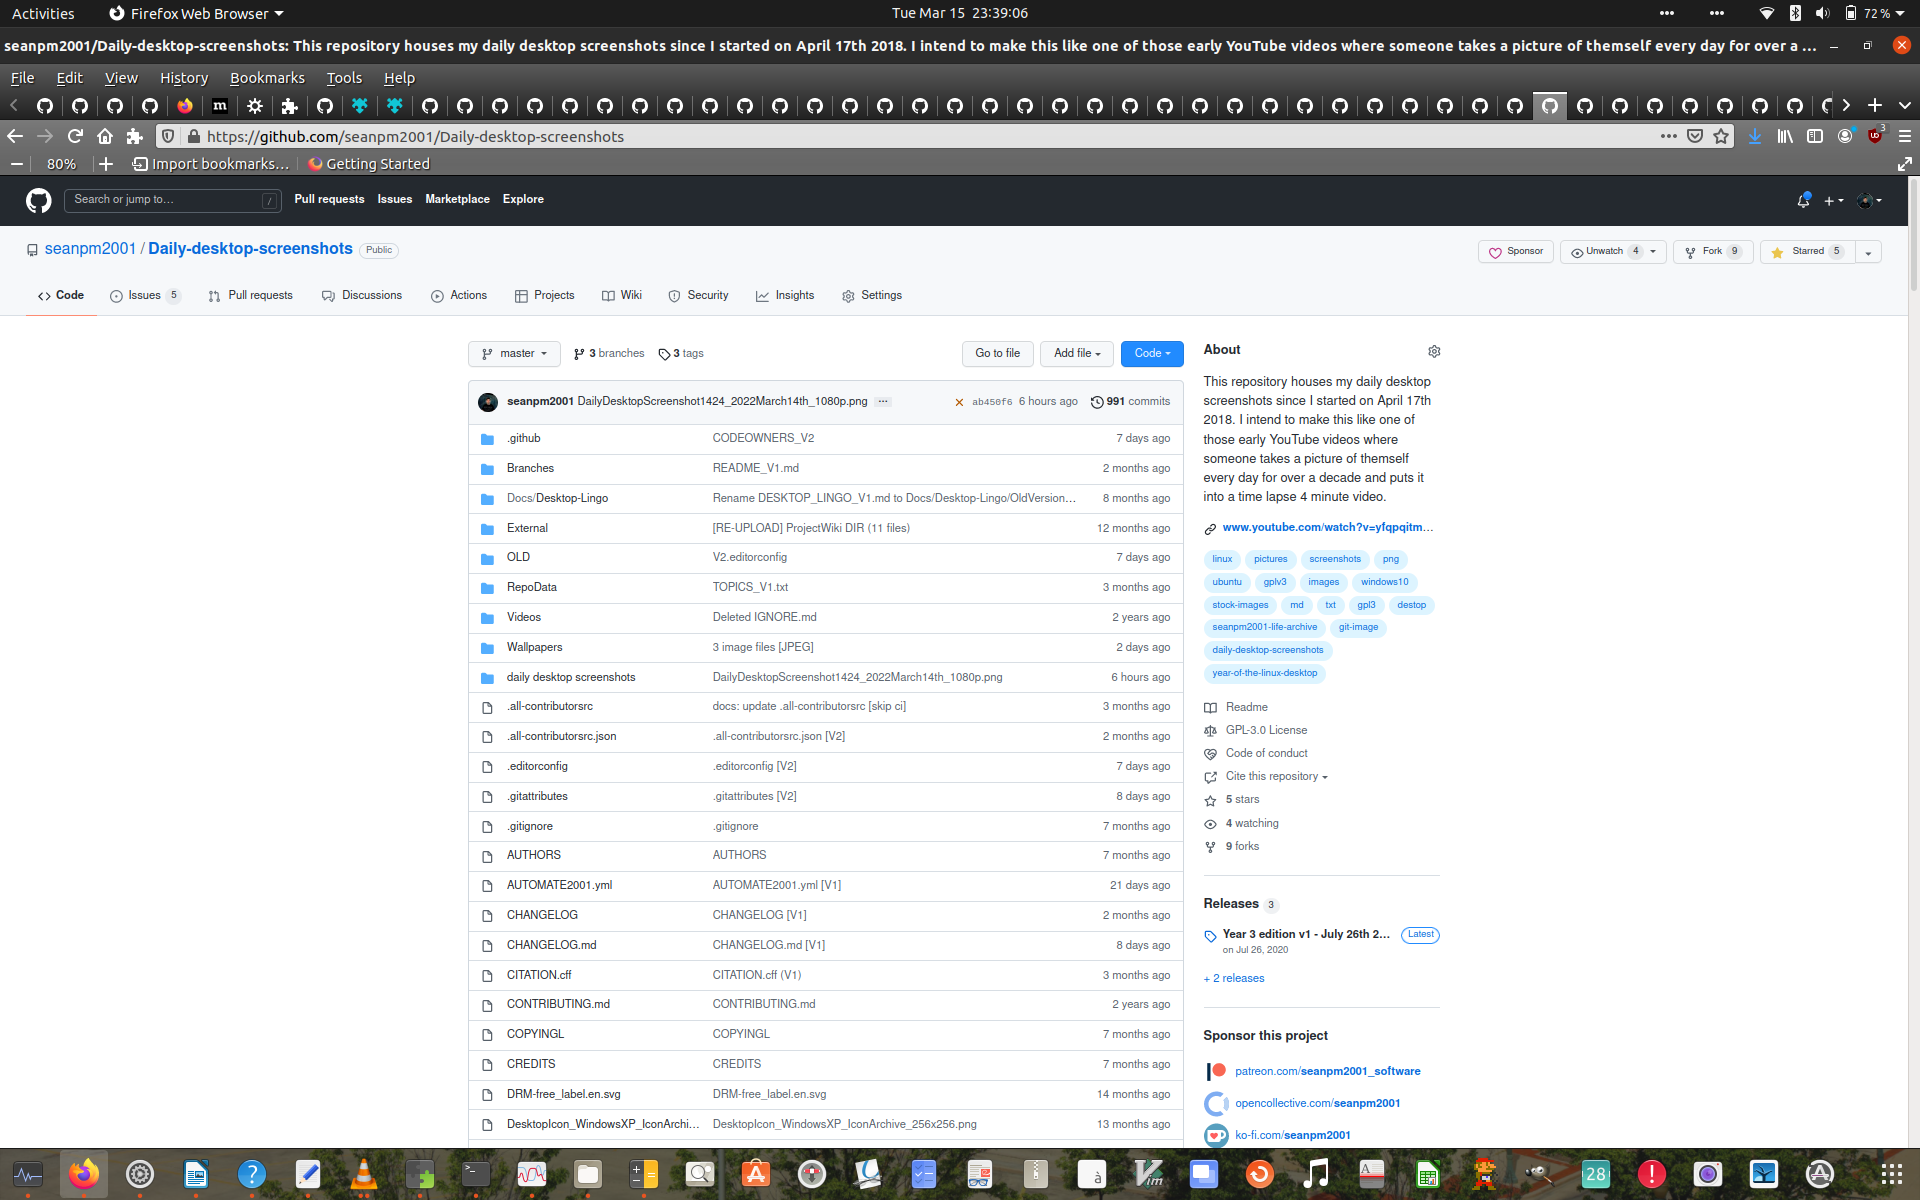 Activities
Firefox Web Browser
Tue Mar 15 23:39:06
72 %
seanpm2001/Daily-desktop-screenshots: This repository houses my daily desktop screenshots since I started on April 17th 2018. I intend to make this like one of those early YouTube videos where someone takes a picture of themself every day for over a ...
File Edit View History Bookmarks Tools Help
https://github.com/seanpm2001/Daily-desktop-screenshots
3
80%
Import bookmarks...
Getting Started
Search or jump to...
/
Pull requests Issues Marketplace Explore
seanpm2001 / Daily-desktop-screenshots Public
Sponsor
Unwatch 4
Fork 9
Starred 5
Code
Issues 5
Pull requests
Discussions
Actions
Projects
Wiki
Security
Insights
Settings
master
3 branches
3 tags
Go to file
Add file
Code
seanpm2001 DailyDesktopScreenshot1424_2022March14th_1080p.png ... ab450f6 6 hours ago 991 commits
.github CODEOWNERS_V2 7 days ago
Branches README_V1.md 2 months ago
Docs/Desktop-Lingo Rename DESKTOP_LINGO_V1.md to Docs/Desktop-Lingo/OldVersion... 8 months ago
External [RE-UPLOAD] ProjectWiki DIR (11 files) 12 months ago
OLD V2.editorconfig 7 days ago
RepoData TOPICS_V1.txt 3 months ago
Videos Deleted IGNORE.md 2 years ago
Wallpapers 3 image files [JPEG] 2 days ago
daily desktop screenshots DailyDesktopScreenshot1424_2022March14th_1080p.png 6 hours ago
.all-contributorsrc docs: update .all-contributorsrc [skip ci] 3 months ago
.all-contributorsrc.json .all-contributorsrc.json [V2] 2 months ago
.editorconfig .editorconfig [V2] 7 days ago
.gitattributes .gitattributes [V2] 8 days ago
.gitignore .gitignore 7 months ago
AUTHORS AUTHORS 7 months ago
AUTOMATE2001.yml AUTOMATE2001.yml [V1] 21 days ago
CHANGELOG CHANGELOG [V1] 2 months ago
CHANGELOG.md CHANGELOG.md [V1] 8 days ago
CITATION.cff CITATION.cff (V1) 3 months ago
CONTRIBUTING.md CONTRIBUTING.md 2 years ago
COPYINGL COPYINGL 7 months ago
CREDITS CREDITS 7 months ago
DRM-free_label.en.svg DRM-free_label.en.svg 14 months ago
DesktopIcon_WindowsXP_IconArchi... DesktopIcon_WindowsXP_IconArchive_256x256.png 13 months ago
About
This repository houses my daily desktop
screenshots since I started on April 17th
2018. I intend to make this like one of
those early YouTube videos where
someone takes a picture of themself
every day for over a decade and puts it
into a time lapse 4 minute video.
www.youtube.com/watch?v=yfqpqitm...
linux pictures screenshots png
ubuntu gplv3 images windows10
stock-images md txt gpl3 destop
seanpm2001-life-archive git-image
daily-desktop-screenshots
year-of-the-linux-desktop
Readme
GPL-3.0 License
Code of conduct
Cite this repository
5 stars
4 watching
9 forks
Releases 3
Year 3 edition v1 - July 26th 2... Latest
on Jul 26, 2020
+ 2 releases
Sponsor this project
patreon.com/seanpm2001_software
opencollective.com/seanpm2001
ko-fi.com/seanpm2001
28